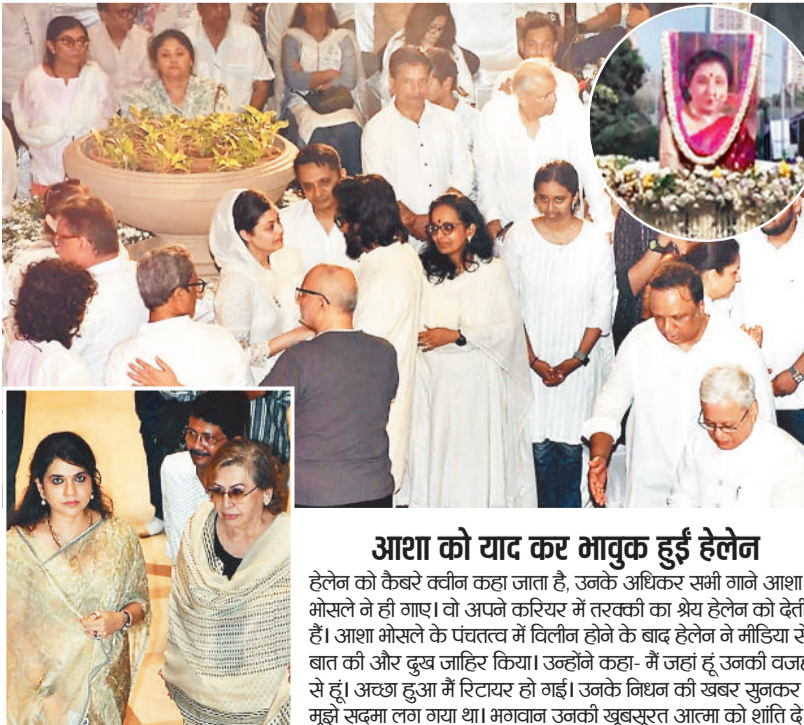 आशा को याद कर भावुक हुईं हेलेन
हेलेन को कैबरे क्वीन कहा जाता है, उनके अधिकर सभी गाने आशा
भोसले ने ही गाए। वो अपने करियर में तरक्की का श्रेय हेलेन को देती
हैं। आशा भोसले के पंचतत्व में विलीन होने के बाद हेलेन ने मीडिया से
बात की और दुख जाहिर किया। उन्होंने कहा- मैं जहां हूं उनकी वजह
से हूं। अच्छा हुआ मैं रिटायर हो गई। उनके निधन की खबर सुनकर
मुझे सदमा लग गया था। भगवान उनकी खूबसूरत आत्मा को शांति दे